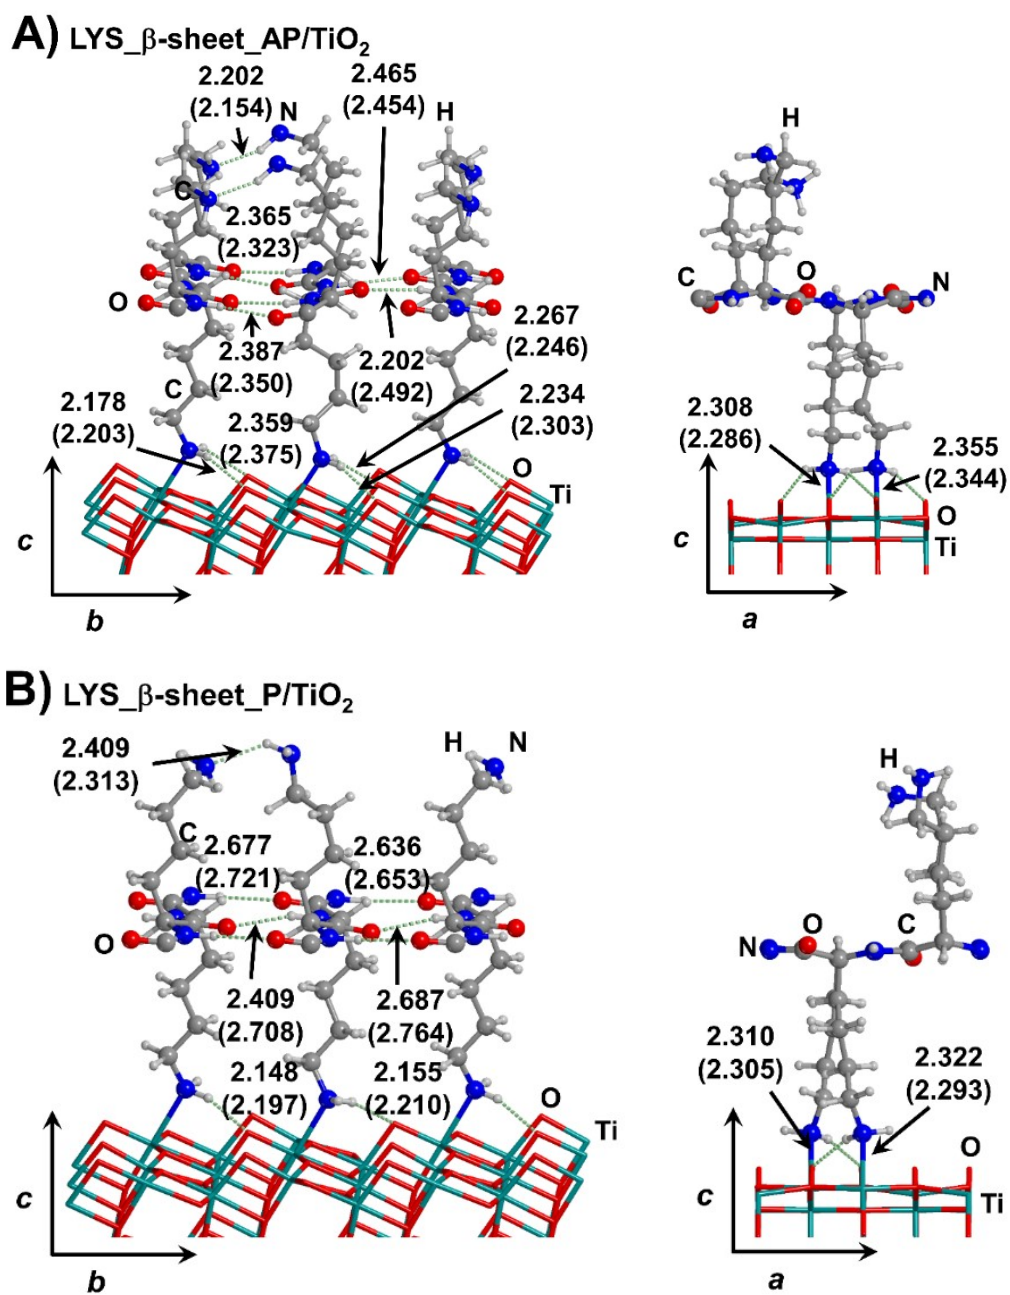 A) LYS_β-sheet_AP/TiO2
2.202
(2.154)
N
2.465
(2.454)
H
C
2.365
(2.323)
O
2.387
(2.350)
C
2.202
(2.492)
2.267
(2.246)
2.178
(2.203)
2.359
(2.375)
2.234
(2.303)
O
Ti
c
b
H
C
O
N
2.308
(2.286)
2.355
(2.344)
O
Ti
c
a
B) LYS_β-sheet_P/TiO2
2.409
(2.313)
H
N
C
2.677
(2.721)
2.636
(2.653)
O
2.409
(2.708)
2.687
(2.764)
2.148
(2.197)
2.155
(2.210)
O
Ti
c
b
H
N
O
C
2.310
(2.305)
2.322
(2.293)
O
Ti
c
a